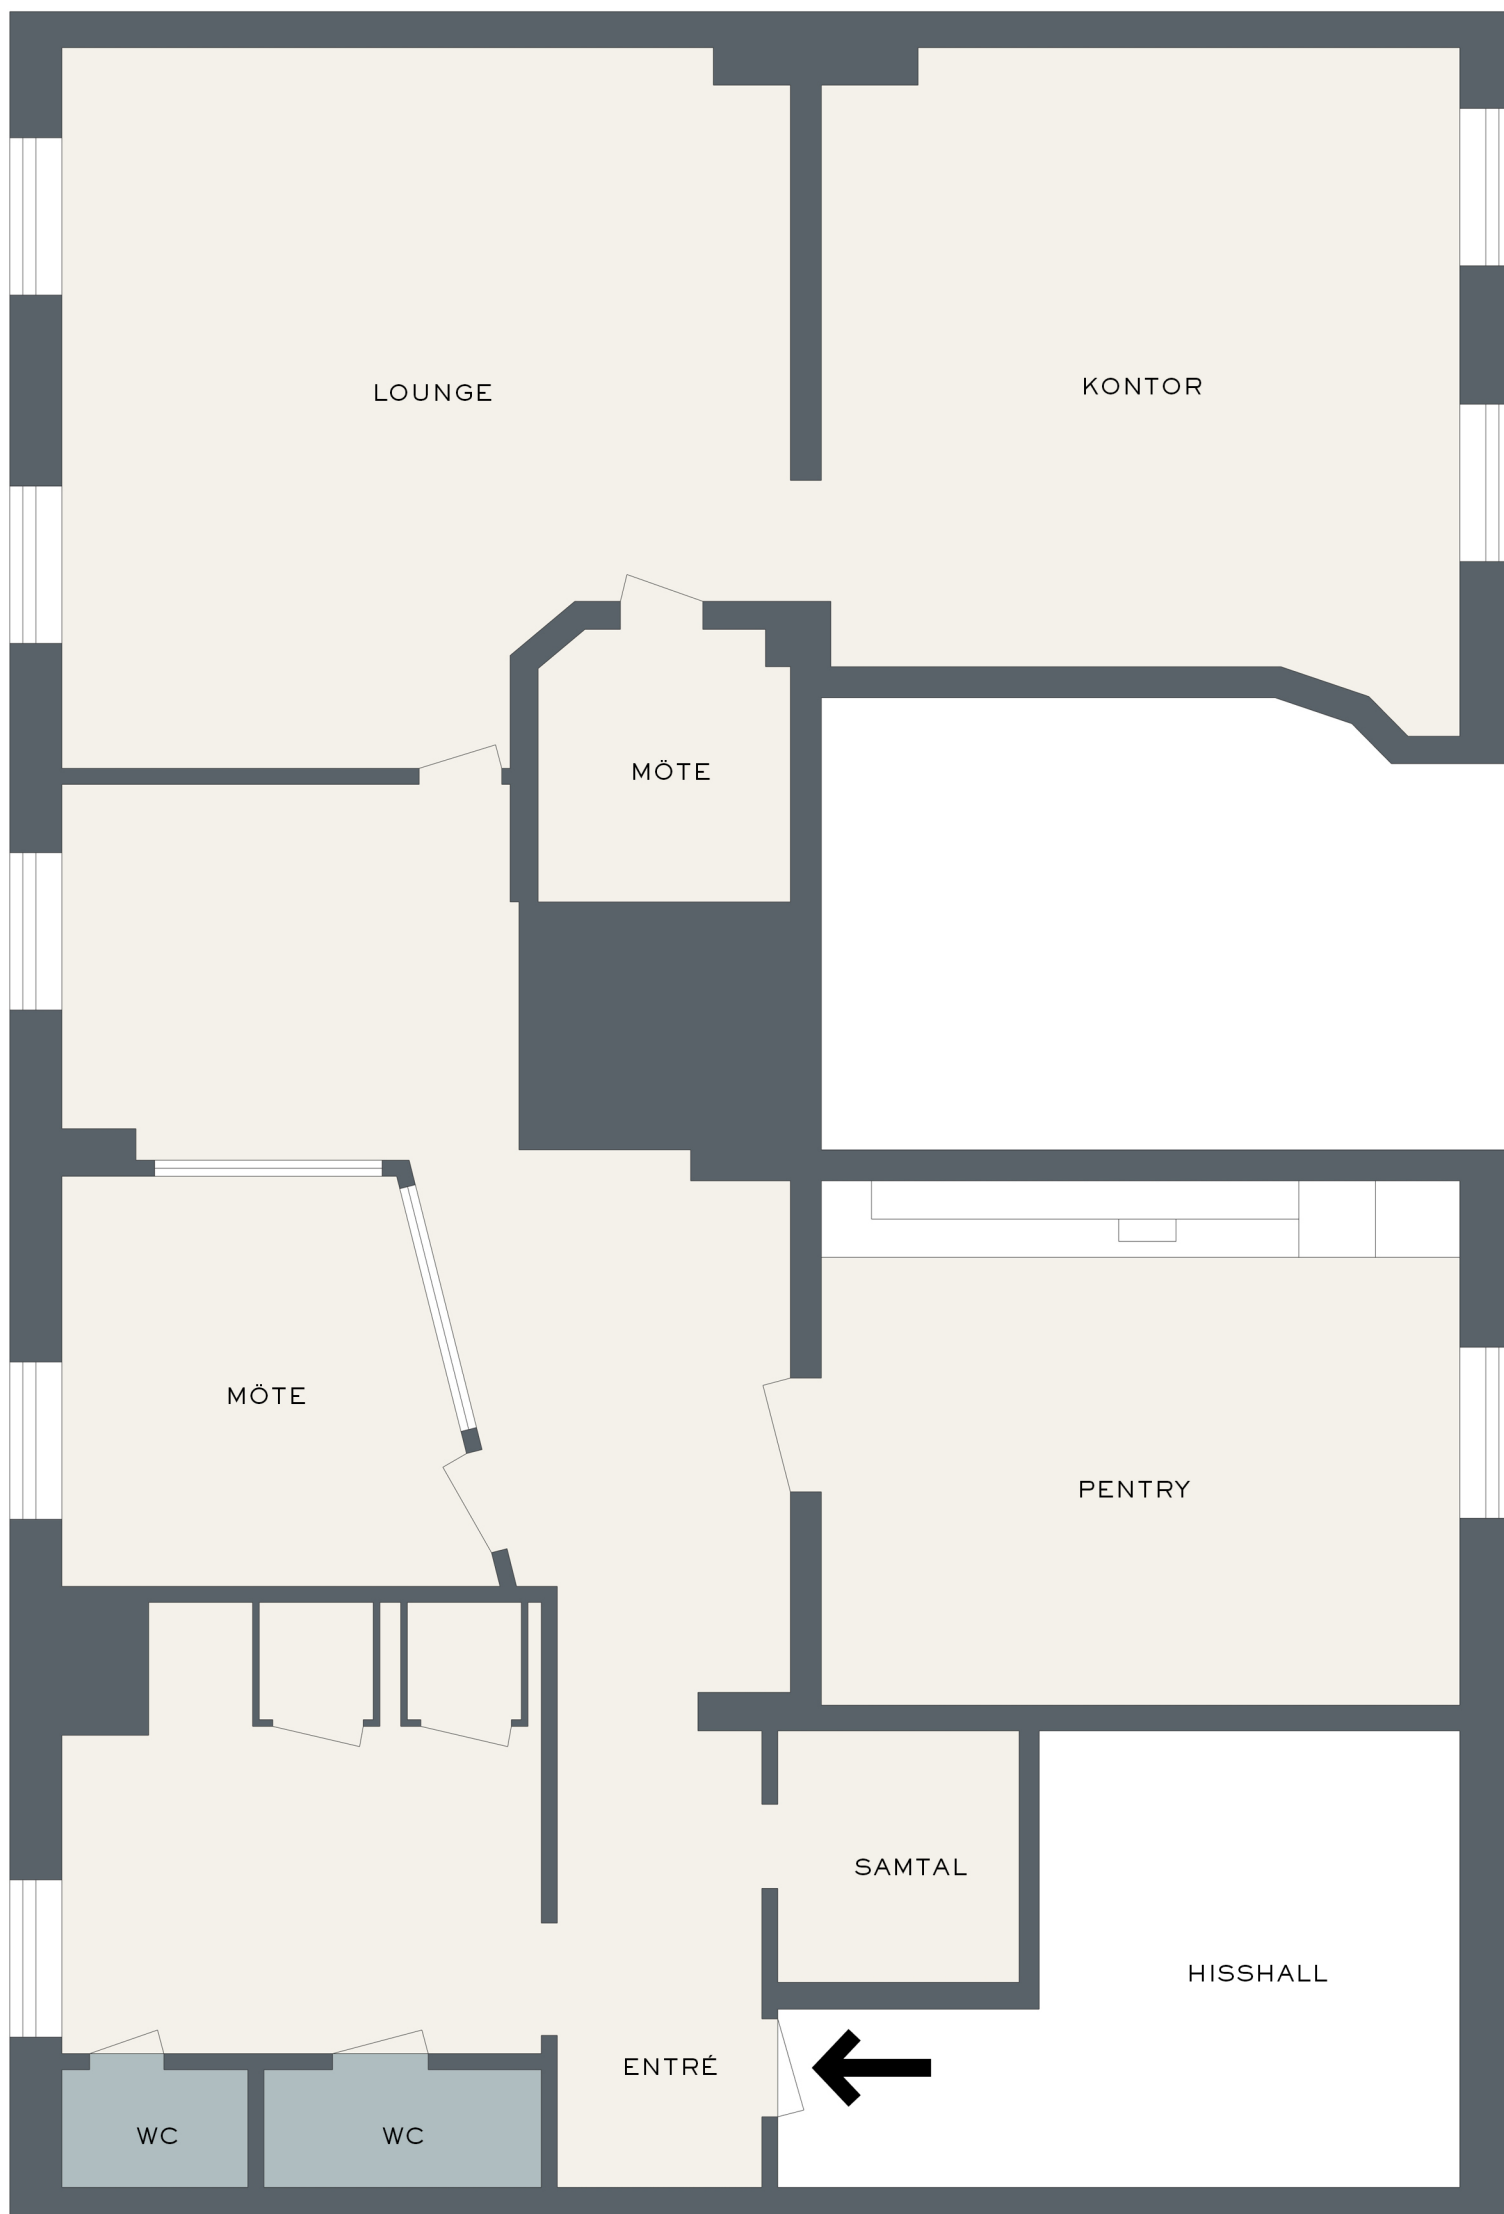 LOUNGE
KONTOR
MÖTE
MÖTE
PENTRY
SAMTAL
HISSHALL
ENTRÉ
WC
WC